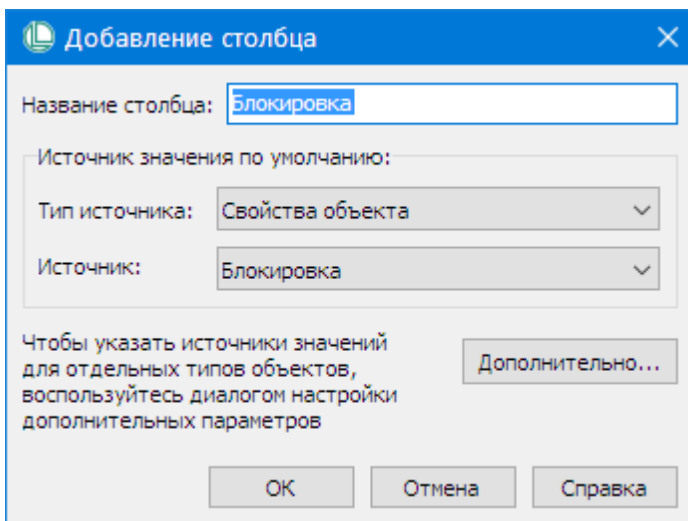 Добавление столбца
Название столбца: Блокировка
Источник значения по умолчанию:
Тип источника: Свойства объекта
Источник: Блокировка
Чтобы указать источники значений
для отдельных типов объектов,
воспользуйтесь диалогом настройки
дополнительных параметров
Дополнительно...
ОК Отмена Справка